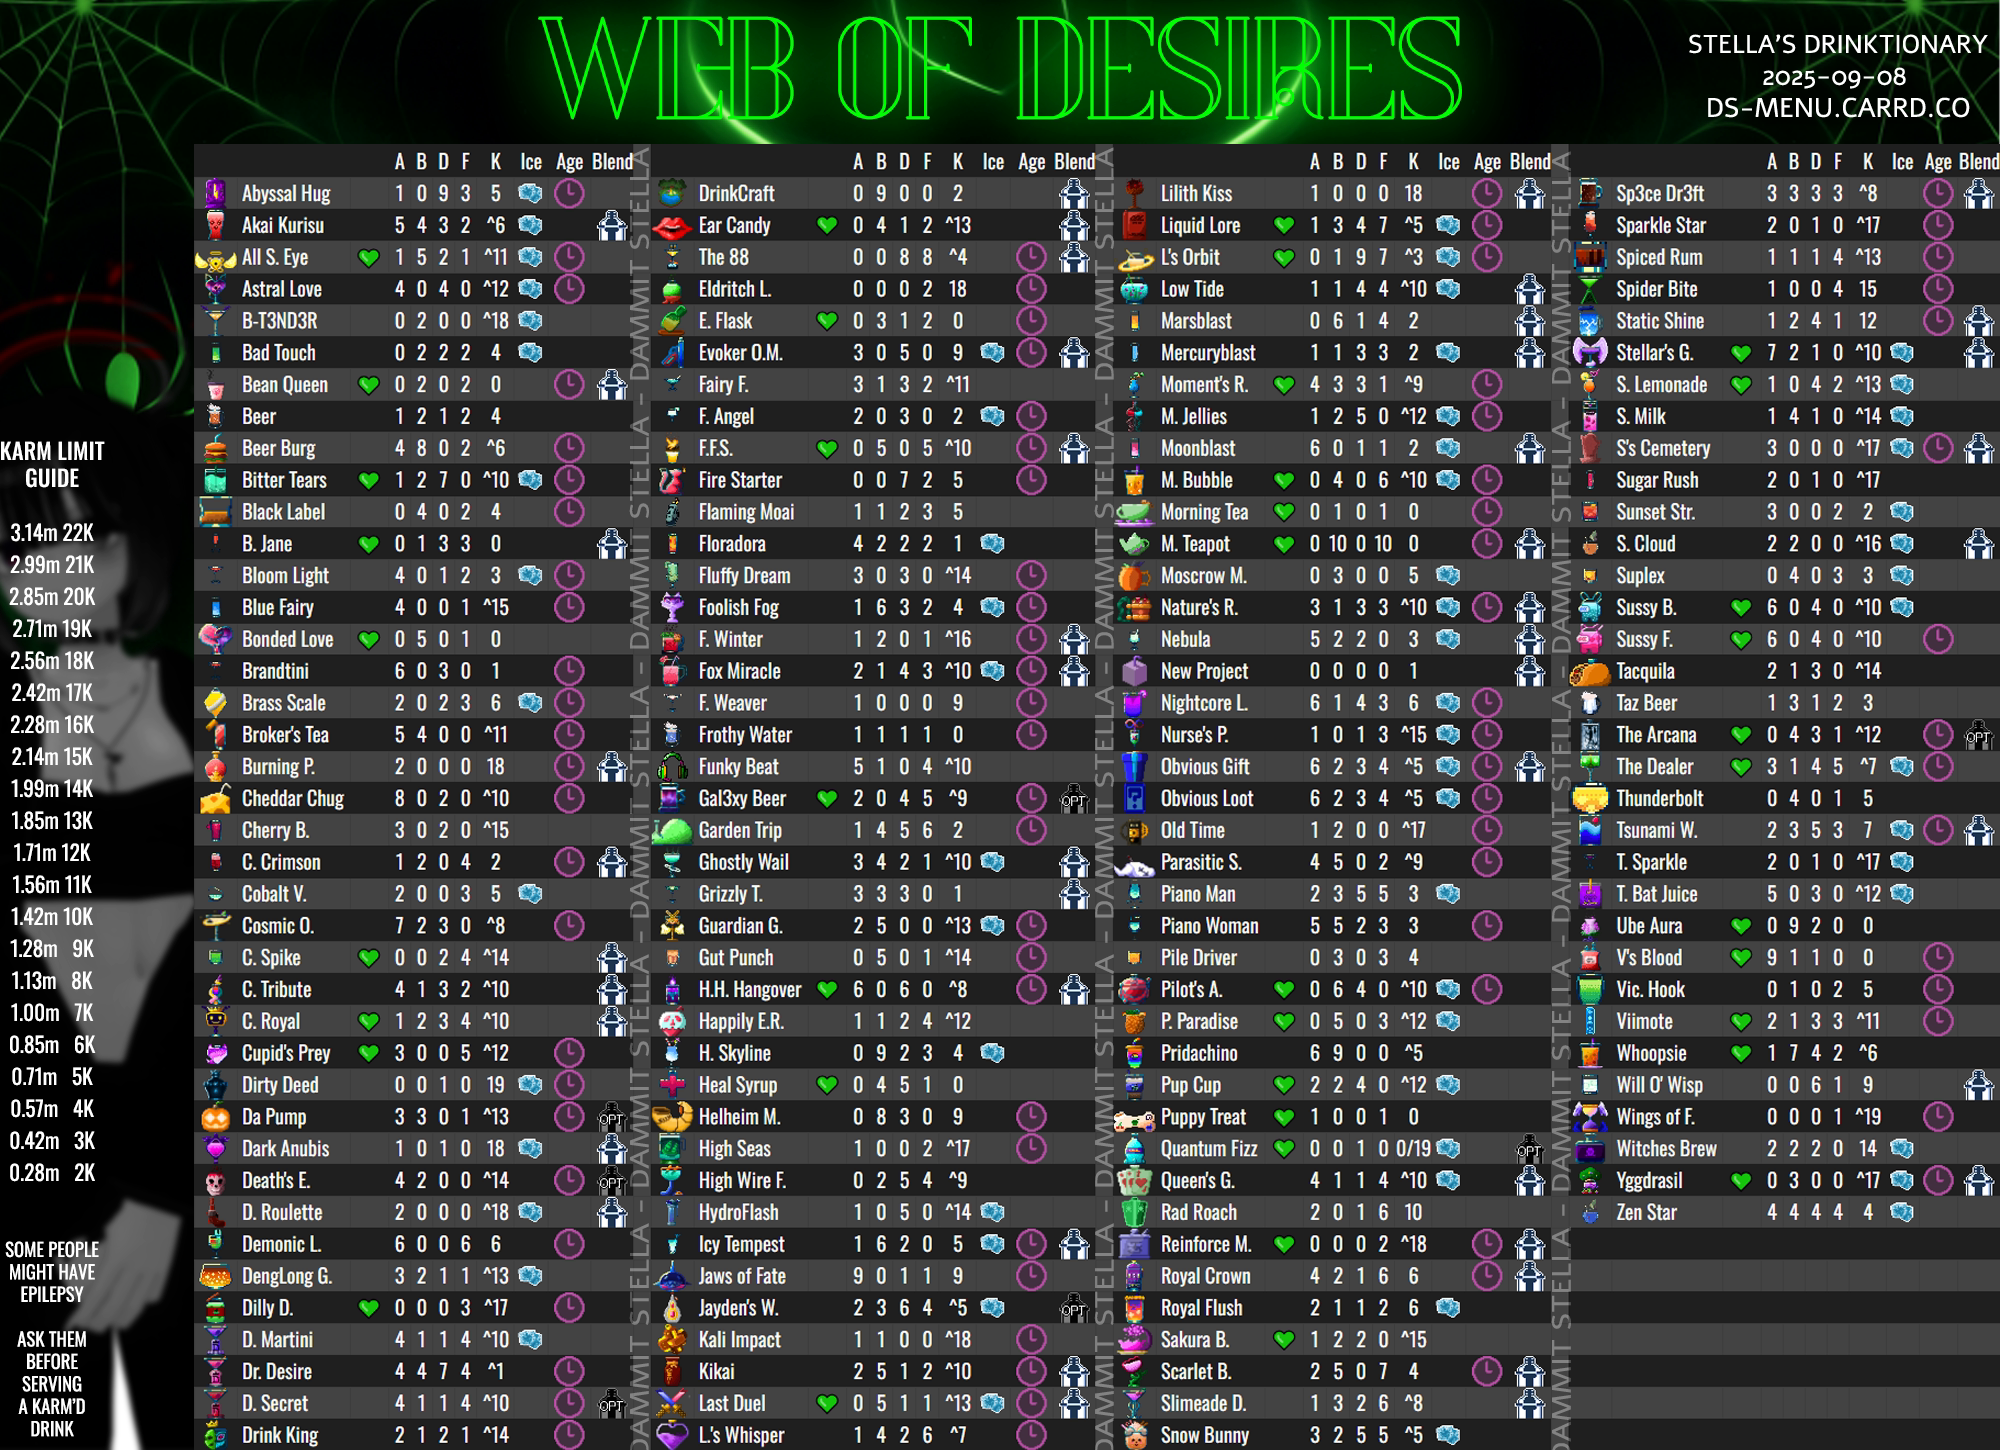 WEB OF DESIRES
STELLA'S DRINKTIONARY
2025-09-08
DS-MENU.CARRD.CO
KARM LIMIT
GUIDE
3.14m 22K
2.99m 21K
2.85m 20K
2.71m 19K
2.56m 18K
2.42m 17K
2.28m 16K
2.14m 15K
1.99m 14K
1.85m 13K
1.71m 12K
1.56m 11K
1.42m 10K
1.28m 9K
1.13m 8K
1.00m 7K
0.85m 6K
0.71m 5K
0.57m 4K
0.42m 3K
0.28m 2K
SOME PEOPLE
MIGHT HAVE
EPILEPSY
ASK THEM
BEFORE
SERVING
A KARM'D
DRINK
A B D F K Ice Age Blend
Abyssal Hug 1 0 9 3 5
Akai Kurisu 5 4 3 2 ^6
All S. Eye 1 5 2 1 ^11
Astral Love 4 0 4 0 ^12
B-T3ND3R 0 2 0 0 ^18
Bad Touch 0 2 2 2 4
Bean Queen 0 2 0 2 0
Beer 1 2 1 2 4
Beer Burg 4 8 0 2 ^6
Bitter Tears 1 2 7 0 ^10
Black Label 0 4 0 2 4
B. Jane 0 1 3 3 0
Bloom Light 4 0 1 2 3
Blue Fairy 4 0 0 1 ^15
Bonded Love 0 5 0 1 0
Brandtini 6 0 3 0 1
Brass Scale 2 0 2 3 6
Broker's Tea 5 4 0 0 ^11
Burning P. 2 0 0 0 18
Cheddar Chug 8 0 2 0 ^10
Cherry B. 3 0 2 0 ^15
C. Crimson 1 2 0 4 2
Cobalt V. 2 0 0 3 5
Cosmic O. 7 2 3 0 ^8
C. Spike 0 0 2 4 ^14
C. Tribute 4 1 3 2 ^10
C. Royal 1 2 3 4 ^10
Cupid's Prey 3 0 0 5 ^12
Dirty Deed 0 0 1 0 19
Da Pump 3 3 0 1 ^13 OPT
Dark Anubis 1 0 1 0 18
Death's E. 4 2 0 0 ^14 OPT
D. Roulette 2 0 0 0 ^18
Demonic L. 6 0 0 6 6
DengLong G. 3 2 1 1 ^13
Dilly D. 0 0 0 3 ^17
D. Martini 4 1 1 4 ^10
Dr. Desire 4 4 7 4 ^1
D. Secret 4 1 1 4 ^10 OPT
Drink King 2 1 2 1 ^14
DAMMIT STELLA - DAMMIT STELLA - DAMMIT STELLA - DAMMIT STELLA
A B D F K Ice Age Blend
DrinkCraft 0 9 0 0 2
Ear Candy 0 4 1 2 ^13
The 88 0 0 8 8 ^4
Eldritch L. 0 0 0 2 18
E. Flask 0 3 1 2 0
Evoker O.M. 3 0 5 0 9
Fairy F. 3 1 3 2 ^11
F. Angel 2 0 3 0 2
F.F.S. 0 5 0 5 ^10
Fire Starter 0 0 7 2 5
Flaming Moai 1 1 2 3 5
Floradora 4 2 2 2 1
Fluffy Dream 3 0 3 0 ^14
Foolish Fog 1 6 3 2 4
F. Winter 1 2 0 1 ^16
Fox Miracle 2 1 4 3 ^10
F. Weaver 1 0 0 0 9
Frothy Water 1 1 1 1 0
Funky Beat 5 1 0 4 ^10
Gal3xy Beer 2 0 4 5 ^9 OPT
Garden Trip 1 4 5 6 2
Ghostly Wail 3 4 2 1 ^10
Grizzly T. 3 3 3 0 1
Guardian G. 2 5 0 0 ^13
Gut Punch 0 5 0 1 ^14
H.H. Hangover 6 0 6 0 ^8
Happily E.R. 1 1 2 4 ^12
H. Skyline 0 9 2 3 4
Heal Syrup 0 4 5 1 0
Helheim M. 0 8 3 0 9
High Seas 1 0 0 2 ^17
High Wire F. 0 2 5 4 ^9
HydroFlash 1 0 5 0 ^14
Icy Tempest 1 6 2 0 5
Jaws of Fate 9 0 1 1 9
Jayden's W. 2 3 6 4 ^5 OPT
Kali Impact 1 1 0 0 ^18
Kikai 2 5 1 2 ^10
Last Duel 0 5 1 1 ^13
L.'s Whisper 1 4 2 6 ^7
DAMMIT STELLA - DAMMIT STELLA - DAMMIT STELLA - DAMMIT STELLA
A B D F K Ice Age Blend
Lilith Kiss 1 0 0 0 18
Liquid Lore 1 3 4 7 ^5
L's Orbit 0 1 9 7 ^3
Low Tide 1 1 4 4 ^10
Marsblast 0 6 1 4 2
Mercuryblast 1 1 3 3 2
Moment's R. 4 3 3 1 ^9
M. Jellies 1 2 5 0 ^12
Moonblast 6 0 1 1 2
M. Bubble 0 4 0 6 ^10
Morning Tea 0 1 0 1 0
M. Teapot 0 10 0 10 0
Moscrow M. 0 3 0 0 5
Nature's R. 3 1 3 3 ^10
Nebula 5 2 2 0 3
New Project 0 0 0 0 1
Nightcore L. 6 1 4 3 6
Nurse's P. 1 0 1 3 ^15
Obvious Gift 6 2 3 4 ^5
Obvious Loot 6 2 3 4 ^5
Old Time 1 2 0 0 ^17
Parasitic S. 4 5 0 2 ^9
Piano Man 2 3 5 5 3
Piano Woman 5 5 2 3 3
Pile Driver 0 3 0 3 4
Pilot's A. 0 6 4 0 ^10
P. Paradise 0 5 0 3 ^12
Pridachino 6 9 0 0 ^5
Pup Cup 2 2 4 0 ^12
Puppy Treat 1 0 0 1 0
Quantum Fizz 0 0 1 0 0/19 OPT
Queen's G. 4 1 1 4 ^10
Rad Roach 2 0 1 6 10
Reinforce M. 0 0 0 2 ^18
Royal Crown 4 2 1 6 6
Royal Flush 2 1 1 2 6
Sakura B. 1 2 2 0 ^15
Scarlet B. 2 5 0 7 4
Slimeade D. 1 3 2 6 ^8
Snow Bunny 3 2 5 5 ^5
DAMMIT STELLA - DAMMIT STELLA - DAMMIT STELLA - DAMMIT STELLA
A B D F K Ice Age Blend
Sp3ce Dr3ft 3 3 3 3 ^8
Sparkle Star 2 0 1 0 ^17
Spiced Rum 1 1 1 4 ^13
Spider Bite 1 0 0 4 15
Static Shine 1 2 4 1 12
Stellar's G. 7 2 1 0 ^10
S. Lemonade 1 0 4 2 ^13
S. Milk 1 4 1 0 ^14
S's Cemetery 3 0 0 0 ^17
Sugar Rush 2 0 1 0 ^17
Sunset Str. 3 0 0 2 2
S. Cloud 2 2 0 0 ^16
Suplex 0 4 0 3 3
Sussy B. 6 0 4 0 ^10
Sussy F. 6 0 4 0 ^10
Tacquila 2 1 3 0 ^14
Taz Beer 1 3 1 2 3
The Arcana 0 4 3 1 ^12 OPT
The Dealer 3 1 4 5 ^7
Thunderbolt 0 4 0 1 5
Tsunami W. 2 3 5 3 7
T. Sparkle 2 0 1 0 ^17
T. Bat Juice 5 0 3 0 ^12
Ube Aura 0 9 2 0 0
V's Blood 9 1 1 0 0
Vic. Hook 0 1 0 2 5
Viimote 2 1 3 3 ^11
Whoopsie 1 7 4 2 ^6
Will O' Wisp 0 0 6 1 9
Wings of F. 0 0 0 1 ^19
Witches Brew 2 2 2 0 14
Yggdrasil 0 3 0 0 ^17
Zen Star 4 4 4 4 4